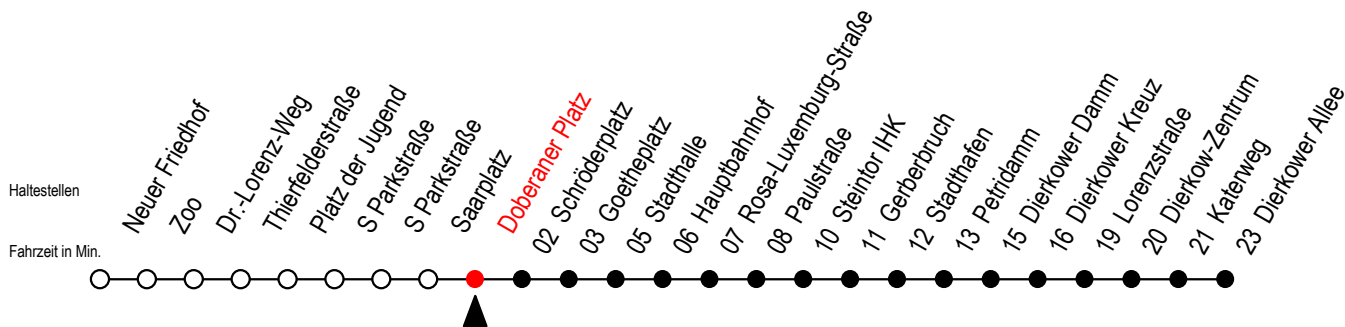 Haltestellen
Fahrzeit in Min.
Neuer Friedhof
Zoo
Dr.-Lorenz-Weg
Thierfelderstraße
Platz der Jugend
S Parkstraße
S Parkstraße
Saarplatz
Doberaner Platz
02 Schröderplatz
03 Goetheplatz
05 Stadthalle
06 Hauptbahnhof
07 Rosa-Luxemburg-Straße
08 Paulstraße
10 Steintor IHK
11 Gerberbruch
12 Stadthafen
13 Petridamm
15 Dierkower Damm
16 Dierkower Kreuz
19 Lorenzstraße
20 Dierkow-Zentrum
21 Katerweg
23 Dierkower Allee